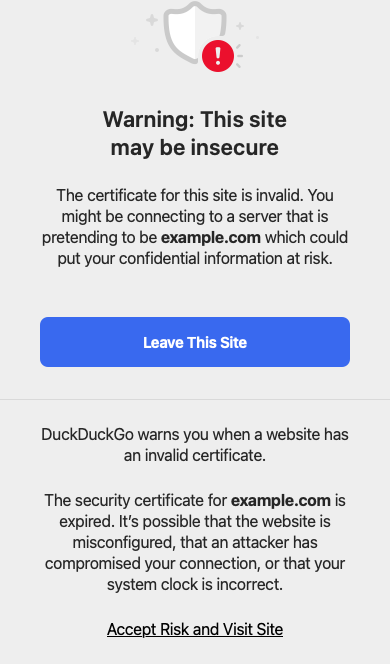 Warning: This site
may be insecure
The certificate for this site is invalid. You
might be connecting to a server that is
pretending to be example.com which could
put your confidential information at risk.
Leave This Site
DuckDuckGo warns you when a website has
an invalid certificate.
The security certificate for example.com is
expired. It’s possible that the website is
misconfigured, that an attacker has
compromised your connection, or that your
system clock is incorrect.
Accept Risk and Visit Site